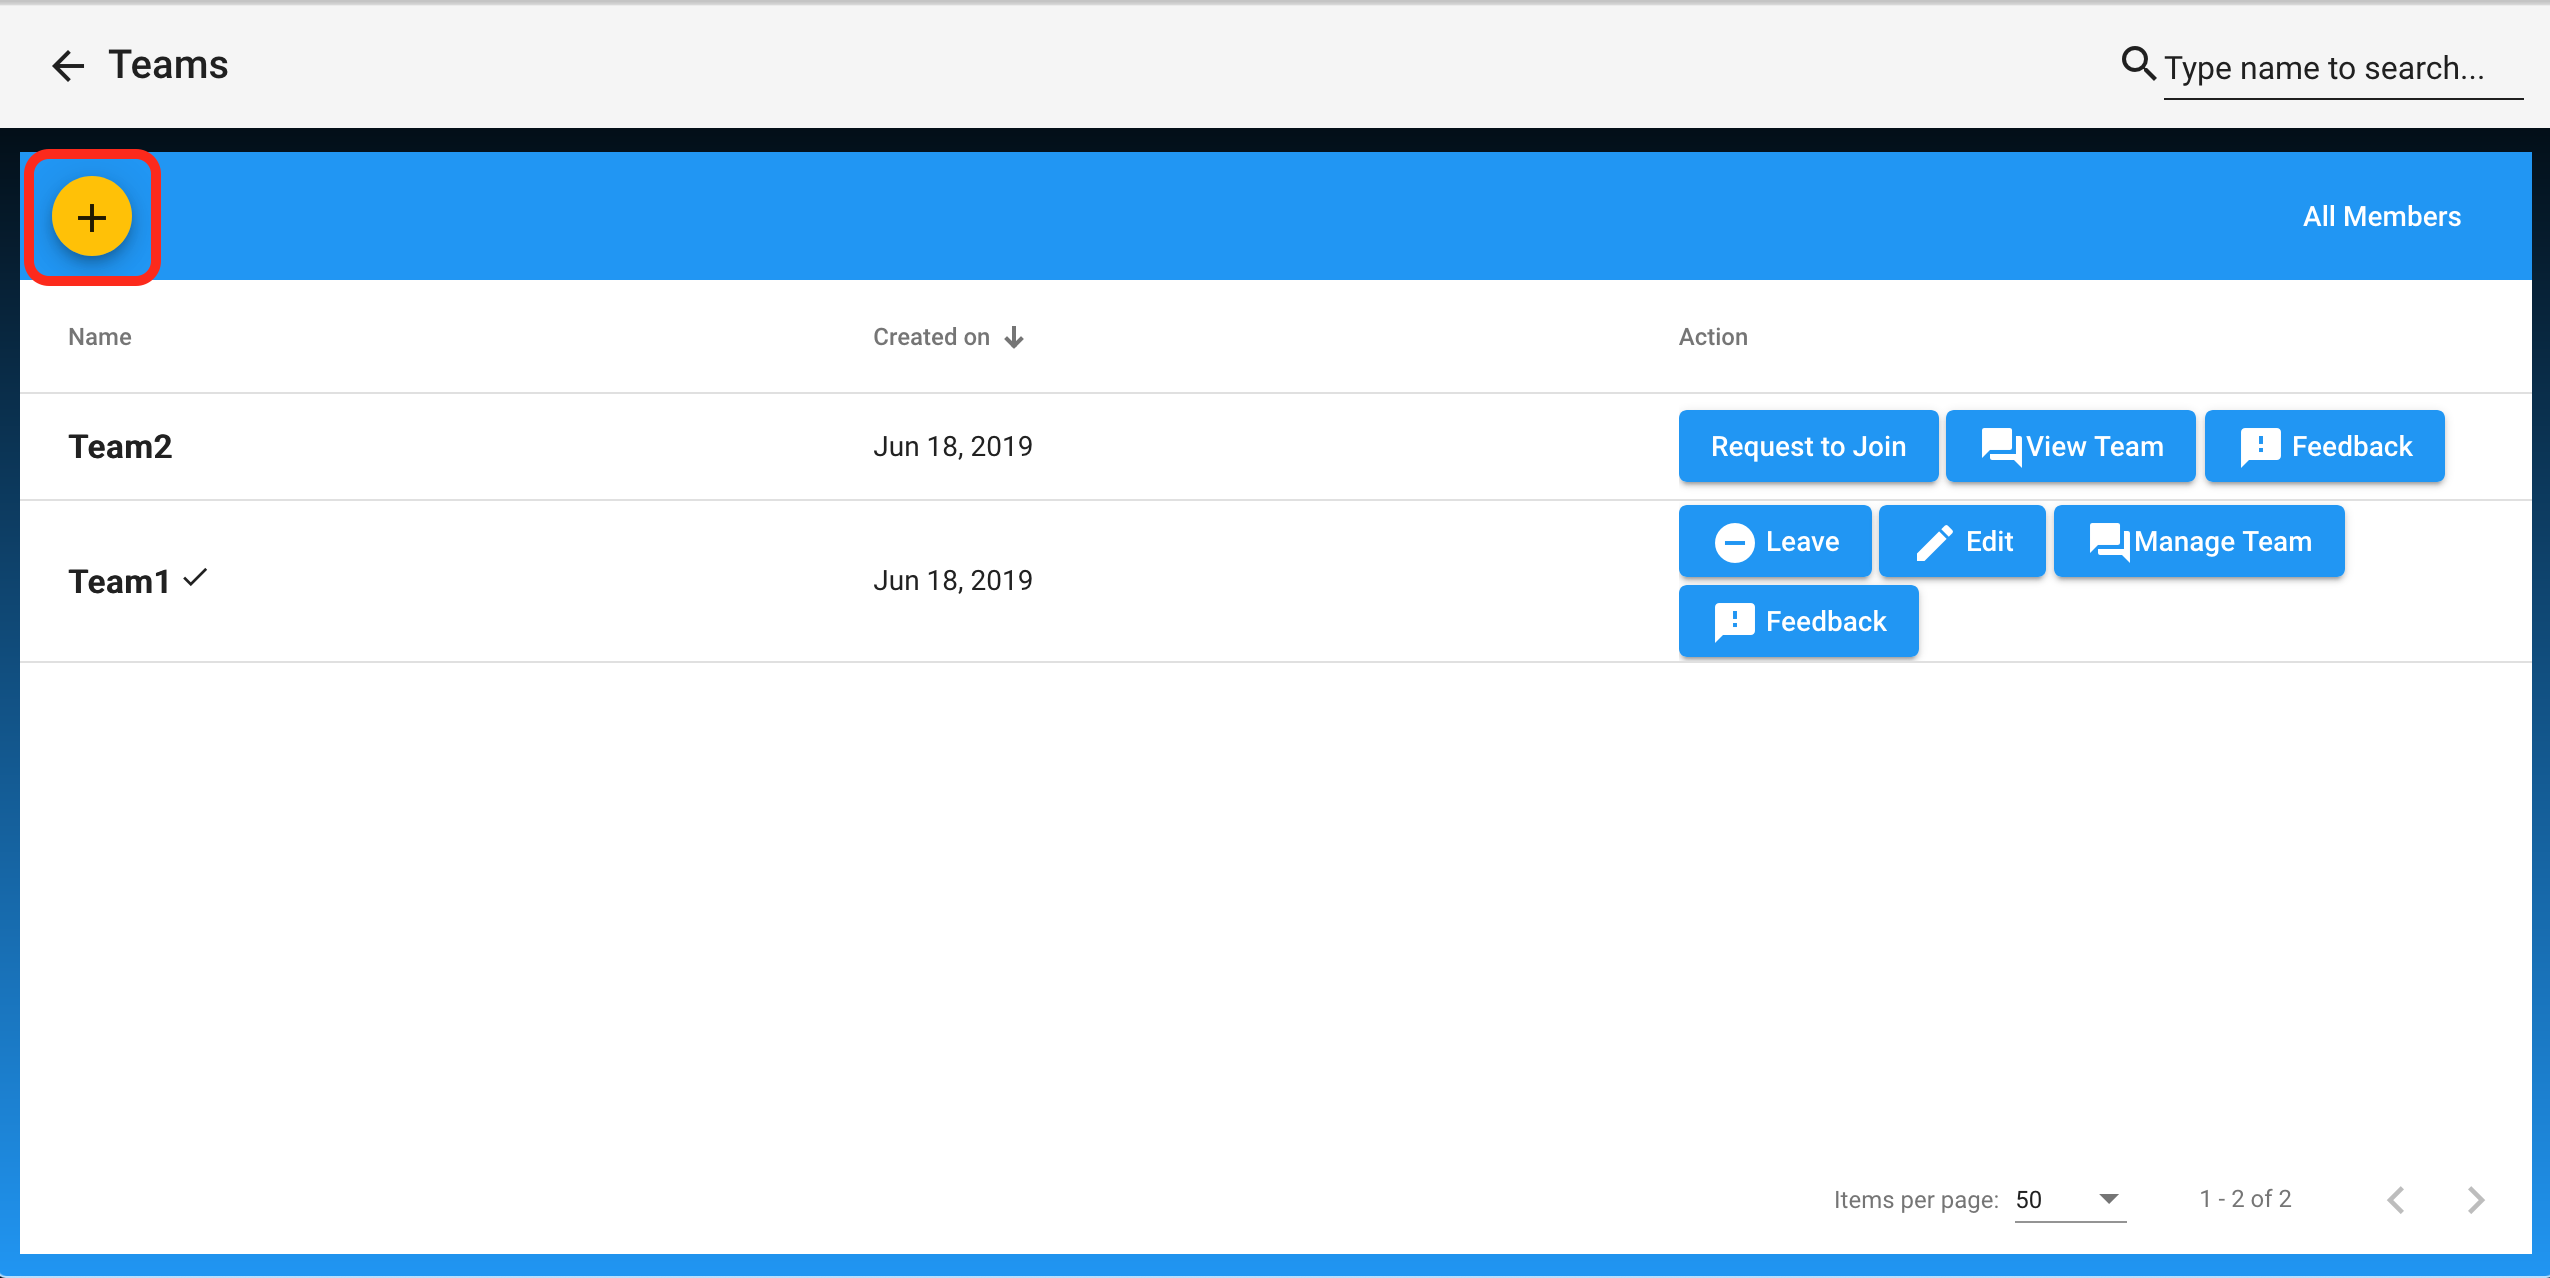 Teams
Type name to search...
All Members
Name Created on Action
Team2 Jun 18, 2019 Request to Join View Team Feedback
Leave Edit Manage Team
Team1 Jun 18, 2019
Feedback
Items per page: 50 1 - 2 of 2